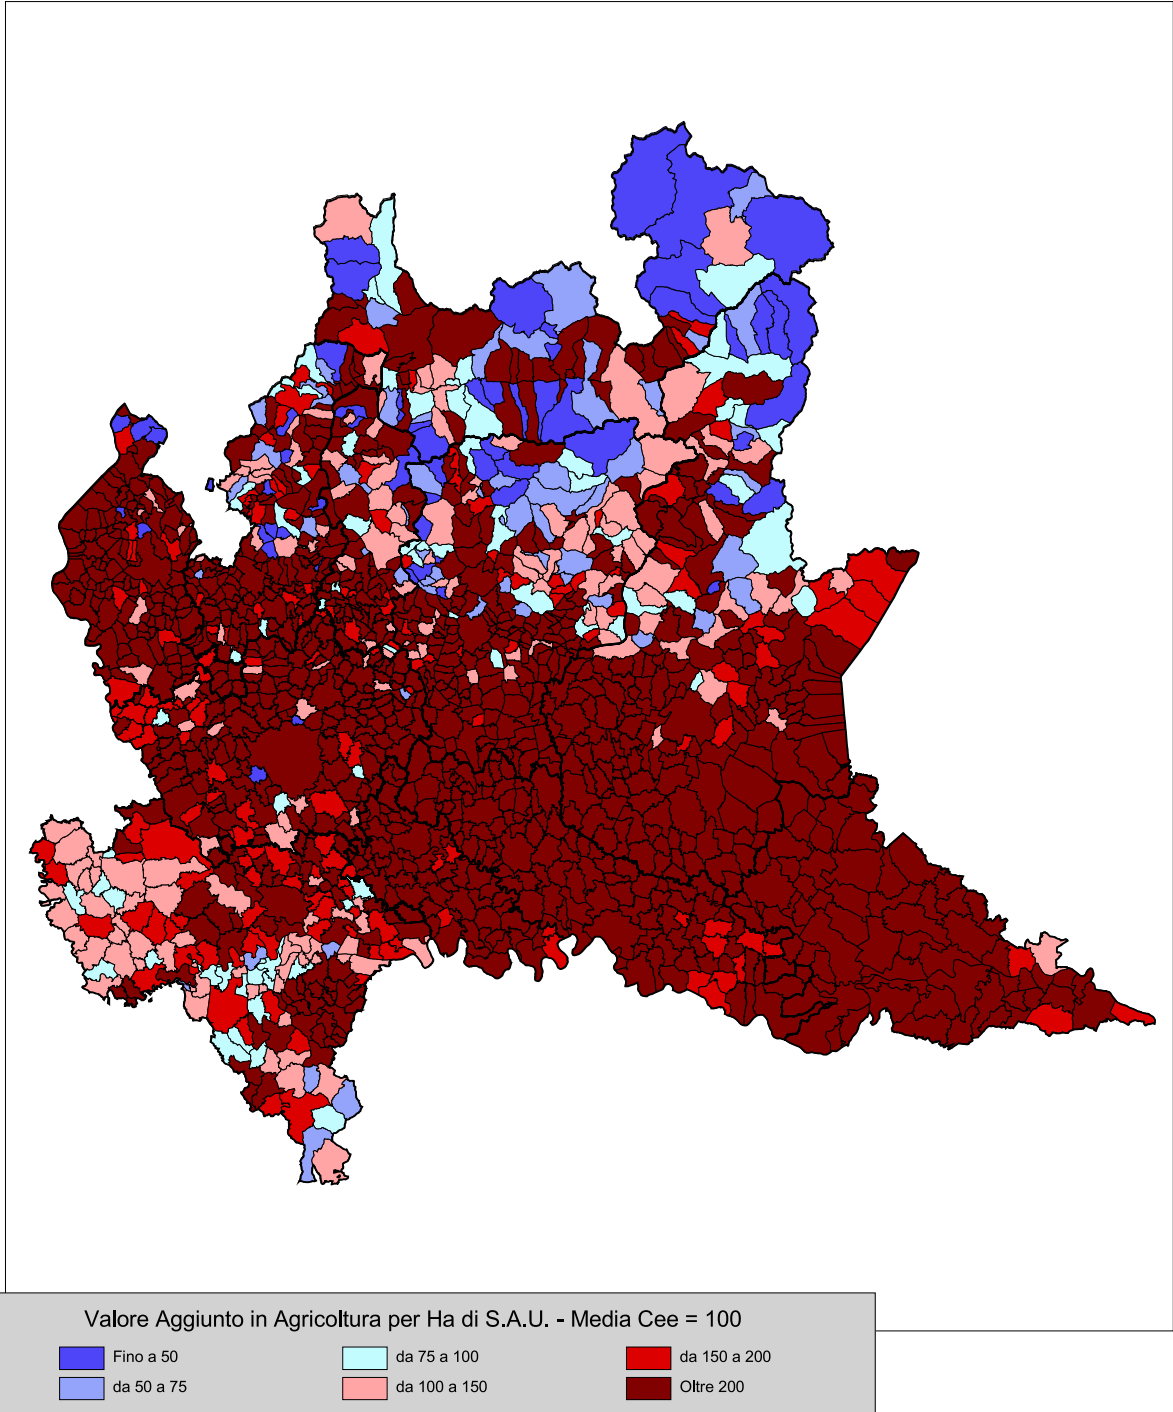 Valore Aggiunto in Agricoltura per Ha di S.A.U. - Media Cee = 100
Fino a 50
da 75 a 100
da 150 a 200
da 50 a 75
da 100 a 150
Oltre 200